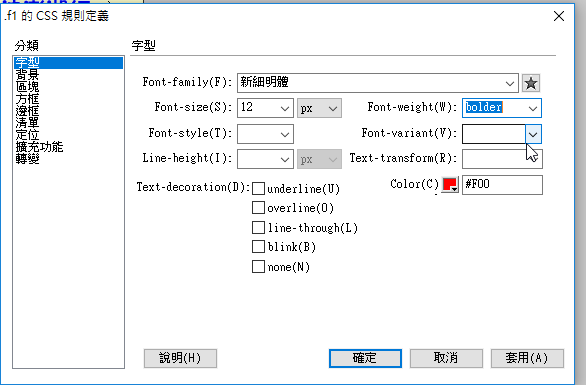 .f1 的 CSS 規則定義
分類
字型
背景
區塊
方框
邊框
清單
定位
擴充功能
轉變
字型
Font-family(F): 新細明體
Font-size(S): 12 px Font-weight(W): bolder
Font-style(T): Font-variant(V):
Line-height(I): px Text-transform(R):
Text-decoration(D): underline(U) Color(C) #F00
overline(O)
line-through(L)
blink(B)
none(N)
說明(H) 確定 取消 套用(A)